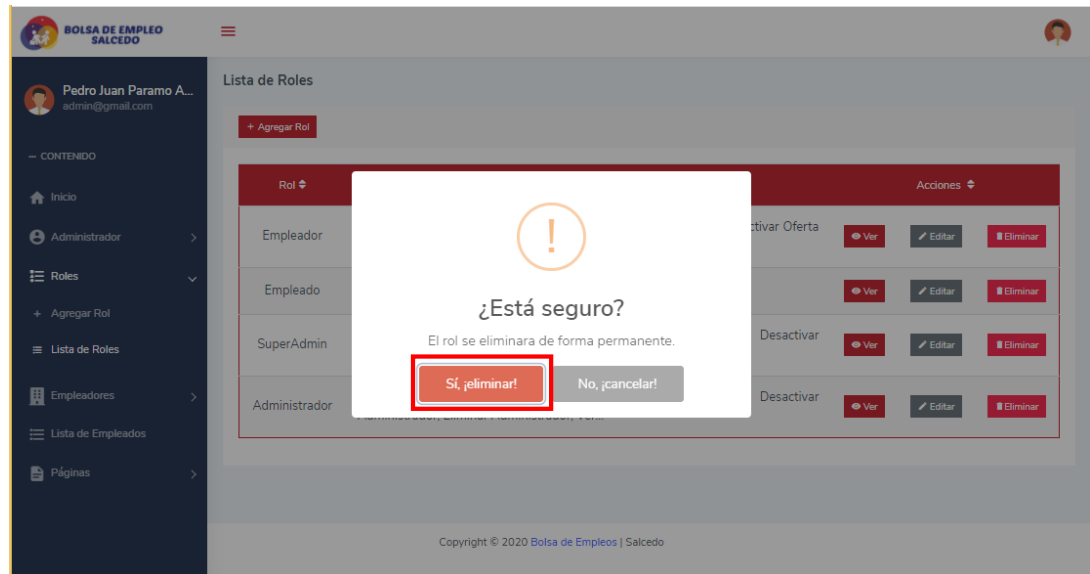 BOLSA DE EMPLEO
SALCEDO
Pedro Juan Paramo A...
admin@gmail.com
— CONTENIDO
Inicio
Administrador
Roles
+ Agregar Rol
Lista de Roles
Empleadores
Lista de Empleados
Páginas
Lista de Roles
+ Agregar Rol
Rol Acciones
Empleador ctivar Oferta Ver Editar Eliminar
Empleado Ver Editar Eliminar
SuperAdmin Desactivar Ver Editar Eliminar
Administrador Desactivar Ver Editar Eliminar
!
¿Está seguro?
El rol se eliminara de forma permanente.
Sí, ¡eliminar! No, ¡cancelar!
Copyright © 2020 Bolsa de Empleos | Salcedo